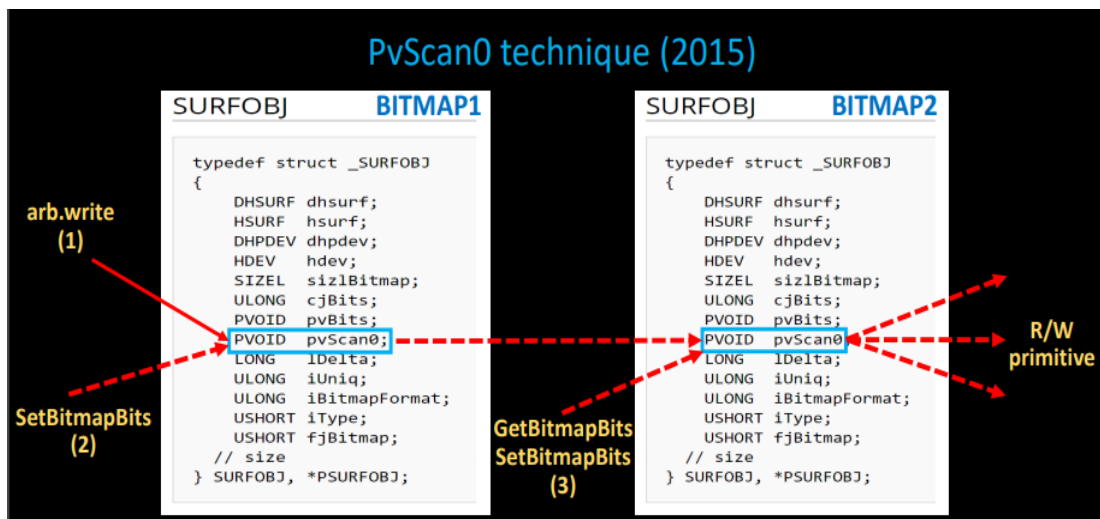 PvScan0 technique (2015)
SURFOBJ BITMAP1
typedef struct _SURFOBJ
{
DHSURF dhsurf;
HSURF hsurf;
DHPDEV dhpdev;
HDEV hdev;
SIZEL sizlBitmap;
ULONG cjBits;
PVOID pvBits;
PVOID pvScan0;
LONG lDelta;
ULONG iUniq;
ULONG iBitmapFormat;
USHORT iType;
USHORT fjBitmap;
// size
} SURFOBJ, *PSURFOBJ;
arb.write
(1)
SetBitmapBits
(2)
SURFOBJ BITMAP2
typedef struct _SURFOBJ
{
DHSURF dhsurf;
HSURF hsurf;
DHPDEV dhpdev;
HDEV hdev;
SIZEL sizlBitmap;
ULONG cjBits;
PVOID pvBits;
PVOID pvScan0
LONG lDelta;
ULONG iUniq;
ULONG iBitmapFormat;
USHORT iType;
USHORT fjBitmap;
// size
} SURFOBJ, *PSURFOBJ;
GetBitmapBits
SetBitmapBits
(3)
R/W
primitive